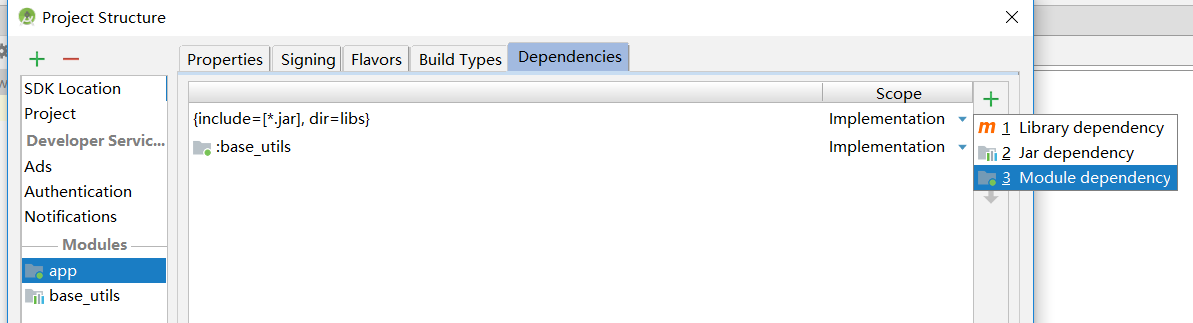 Project Structure
Properties Signing Flavors Build Types Dependencies
SDK Location
Project
Developer Servic...
Ads
Authentication
Notifications
Modules
app
base_utils
Scope
{include=[*.jar], dir=libs} Implementation
:base_utils Implementation
1 Library dependency
2 Jar dependency
3 Module dependency